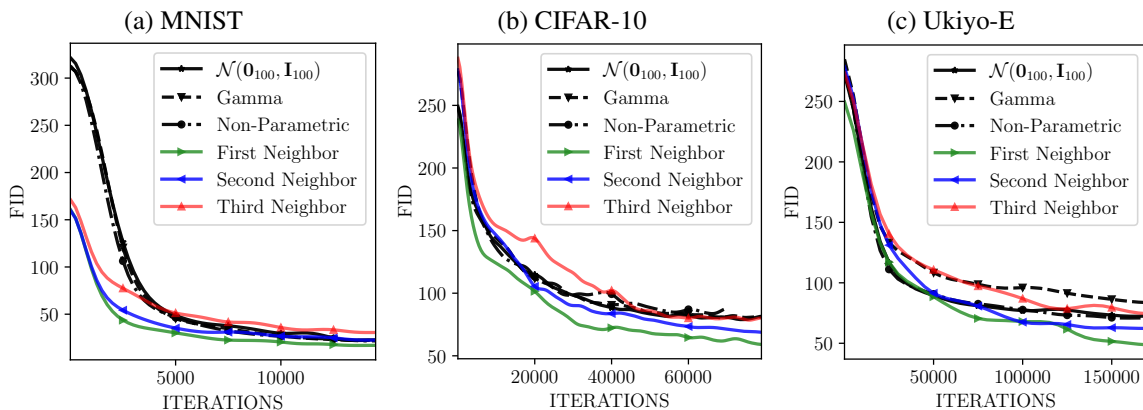 (a) MNIST
(b) CIFAR-10
(c) Ukiyo-E
FID
300
250
200
150
100
50
5000
10000
ITERATIONS
𝒩(𝟎₁₀₀, 𝐈₁₀₀)
Gamma
Non-Parametric
First Neighbor
Second Neighbor
Third Neighbor
FID
250
200
150
100
50
20000
40000
60000
ITERATIONS
𝒩(𝟎₁₀₀, 𝐈₁₀₀)
Gamma
Non-Parametric
First Neighbor
Second Neighbor
Third Neighbor
FID
250
200
150
100
50
50000
100000
150000
ITERATIONS
𝒩(𝟎₁₀₀, 𝐈₁₀₀)
Gamma
Non-Parametric
First Neighbor
Second Neighbor
Third Neighbor